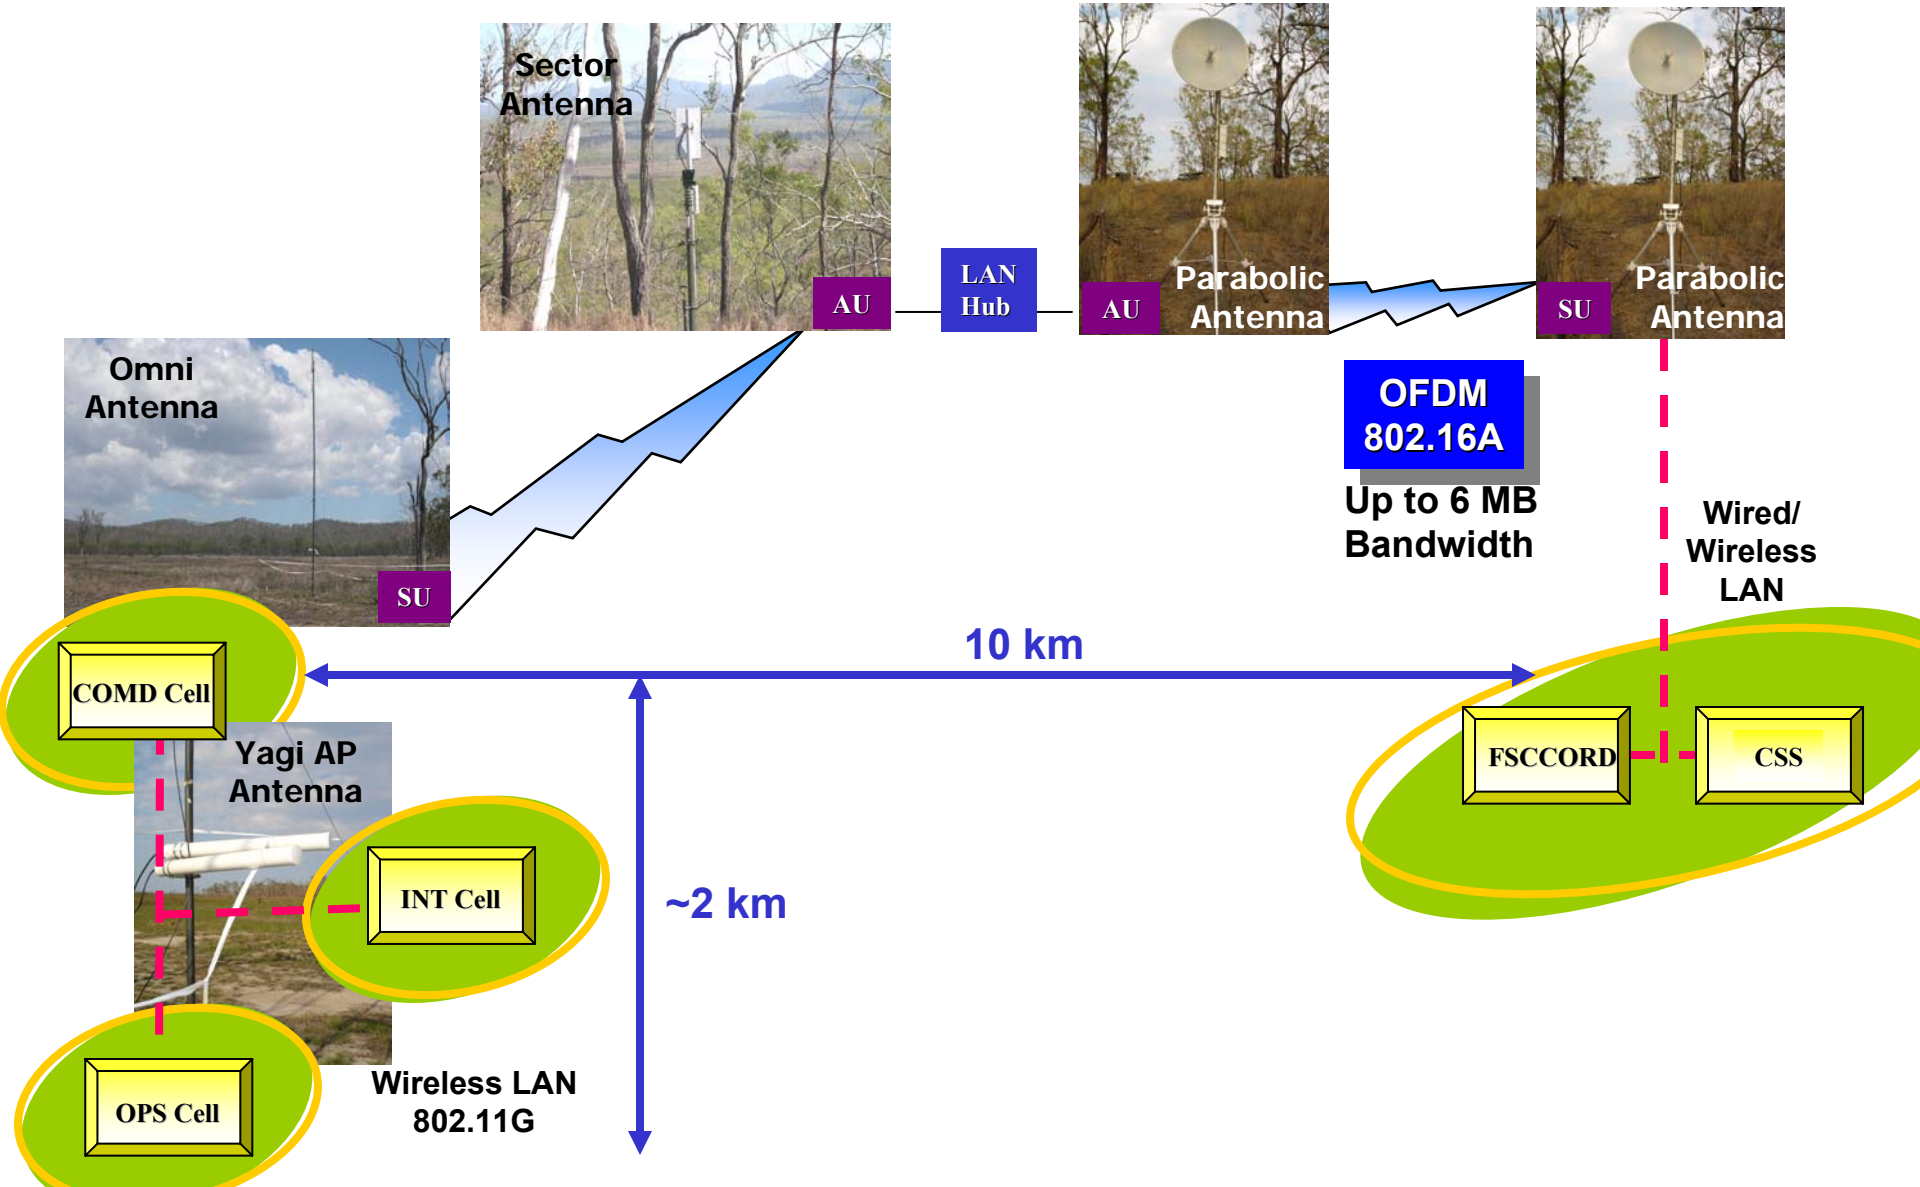 Sector
Antenna
AU
LAN
Hub
AU
Parabolic
Antenna
SU
Parabolic
Antenna
Omni
Antenna
SU
OFDM
802.16A
Up to 6 MB
Bandwidth
Wired/
Wireless
LAN
10 km
COMD Cell
Yagi AP
Antenna
INT Cell
~2 km
FSCCORD
CSS
OPS Cell
Wireless LAN
802.11G